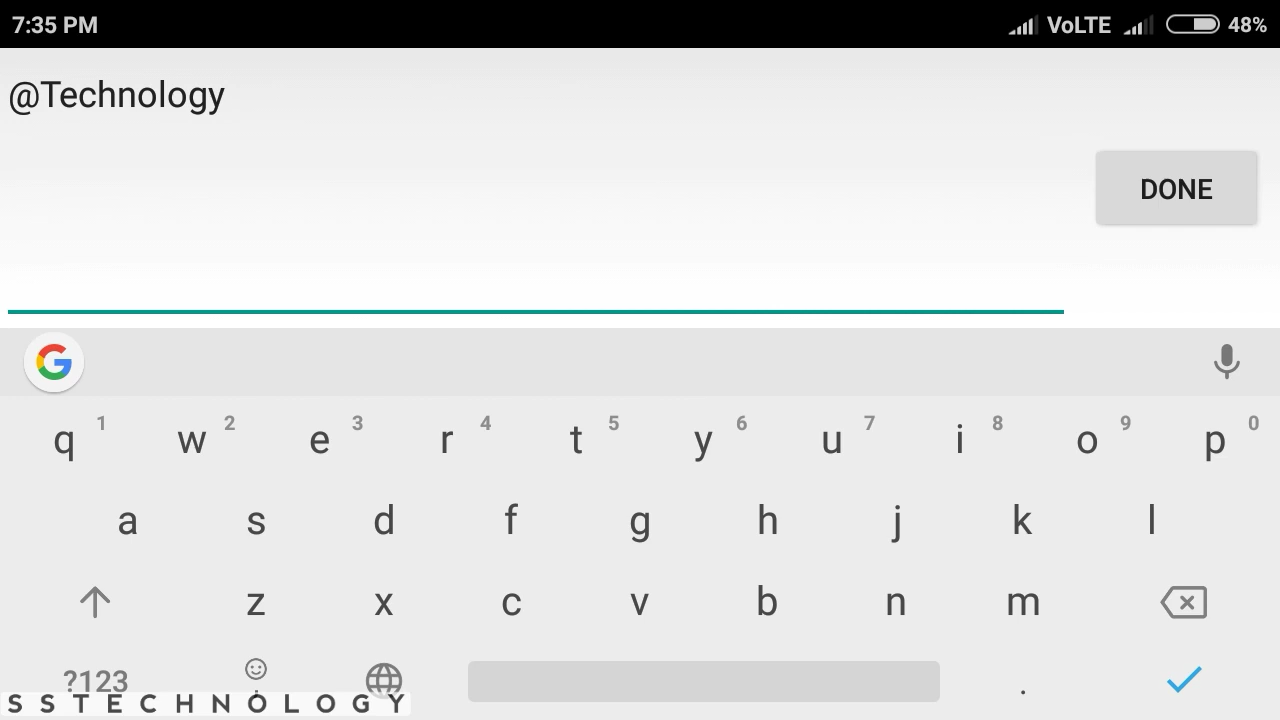 7:35 PM VoLTE 48%
@Technology
DONE
G
q 1 w 2 e 3 r 4 t 5 y 6 u 7 i 8 o 9 p 0
a s d f g h j k l
z x c v b n m
?123 , .
SSTECHNOLOGY